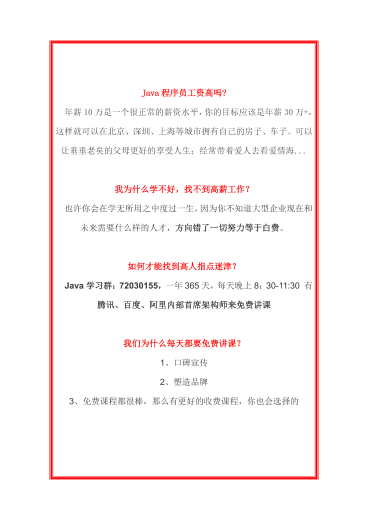 Java 程序员工资高吗?
年薪 10 万是一个很正常的薪资水平，你的目标应该是年薪 30 万+，
这样就可以在北京、深圳、上海等城市拥有自己的房子、车子。可以
让垂垂老矣的父母更好的享受人生；经常带着爱人去看爱情海...
我为什么学不好，找不到高薪工作？
也许你会在学无所用之中度过一生，因为你不知道大型企业现在和
未来需要什么样的人才，方向错了一切努力等于白费。
如何才能找到高人指点迷津？
Java 学习群：72030155，一年 365 天，每天晚上 8：30-11:30 有
腾讯、百度、阿里内部首席架构师来免费讲课
我们为什么每天都要免费讲课？
1、口碑宣传
2、塑造品牌
3、免费课程都很棒，那么有更好的收费课程，你也会选择的